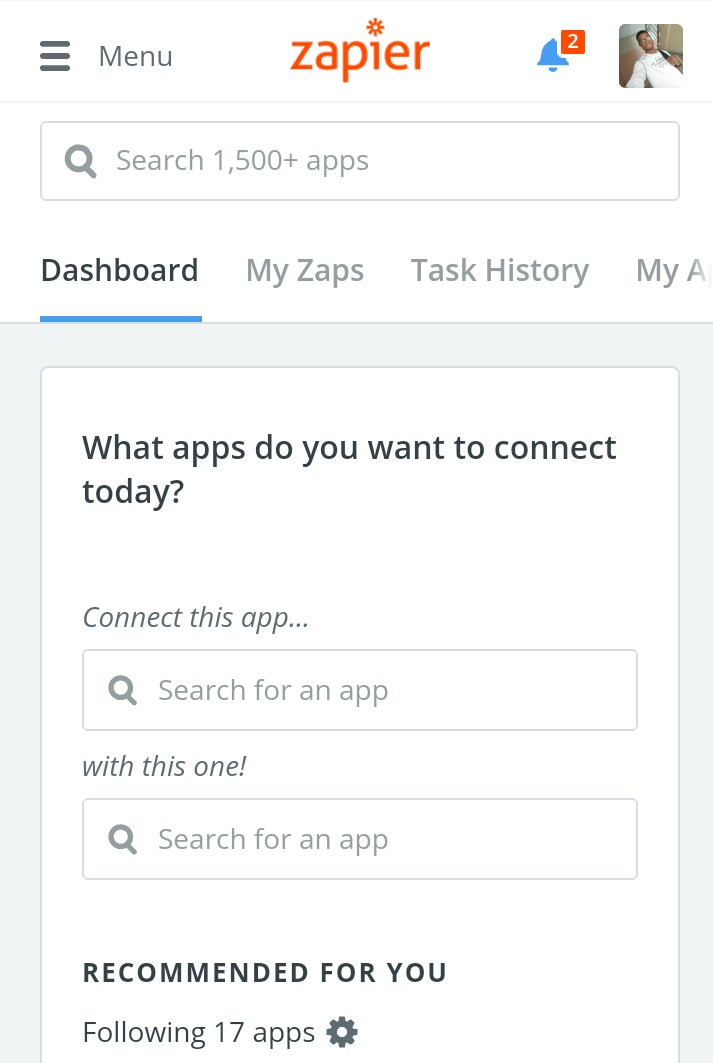 Menu
zapier
2
Search 1,500+ apps
Dashboard My Zaps Task History My A
What apps do you want to connect
today?
Connect this app...
Search for an app
with this one!
Search for an app
RECOMMENDED FOR YOU
Following 17 apps